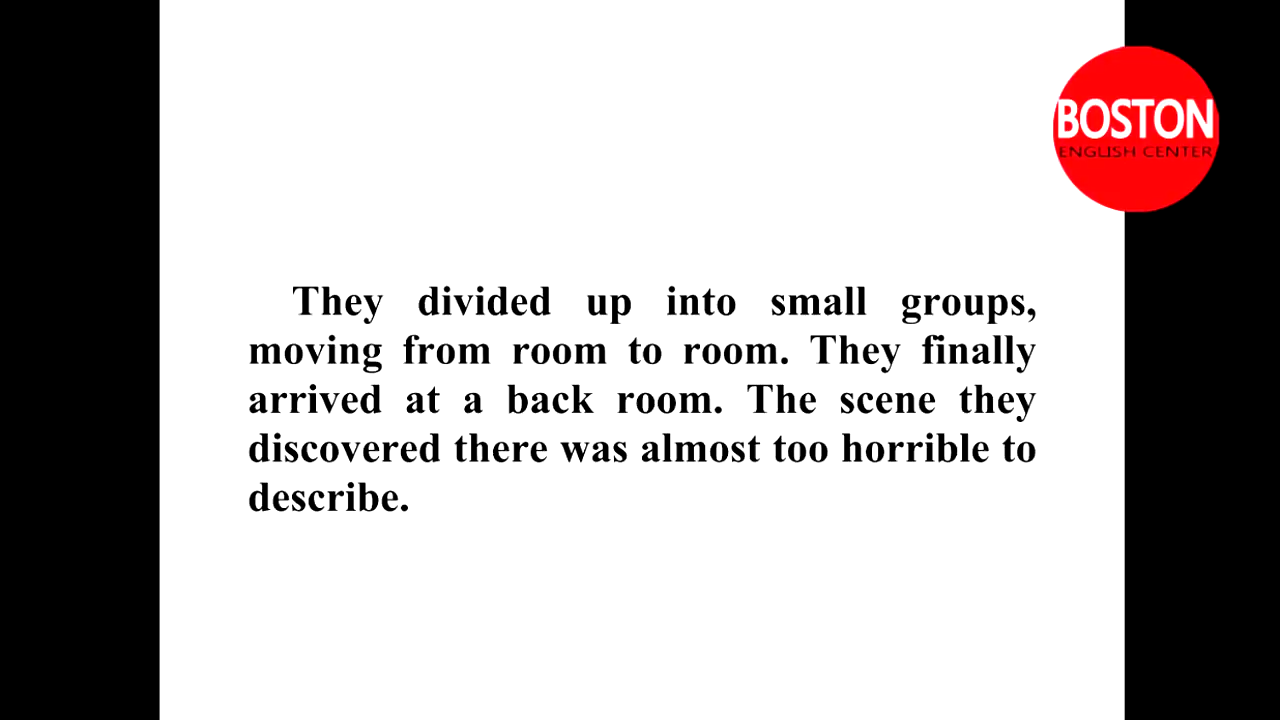 BOSTON
ENGLISH CENTER
They divided up into small groups,
moving from room to room. They finally
arrived at a back room. The scene they
discovered there was almost too horrible to
describe.